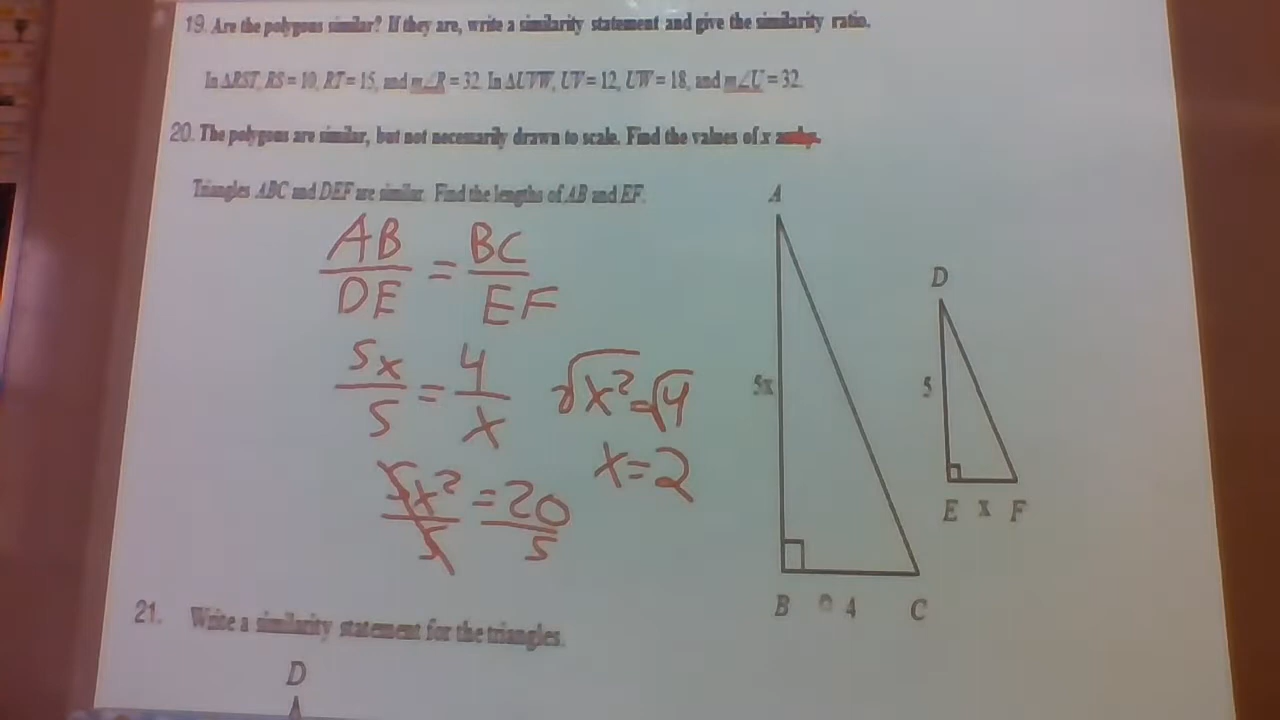 19. Are the polygons similar? If they are, write a similarity statement and give the similarity ratio.
In ΔRST, RS = 10, RT = 15, and m∠R = 32. In ΔUVW, UV = 12, UW = 18, and m∠U = 32.
20. The polygons are similar, but not necessarily drawn to scale. Find the values of x
Triangles ABC and DEF are similar. Find the lengths of AB and EF.
AB/DE = BC/EF
5x/5 = 4/x
√x² = √4
x = 2
5x²/5 = 20/5
A
5x
B 4 C
D
5
E x F
21. Write a similarity statement for the triangles.
D